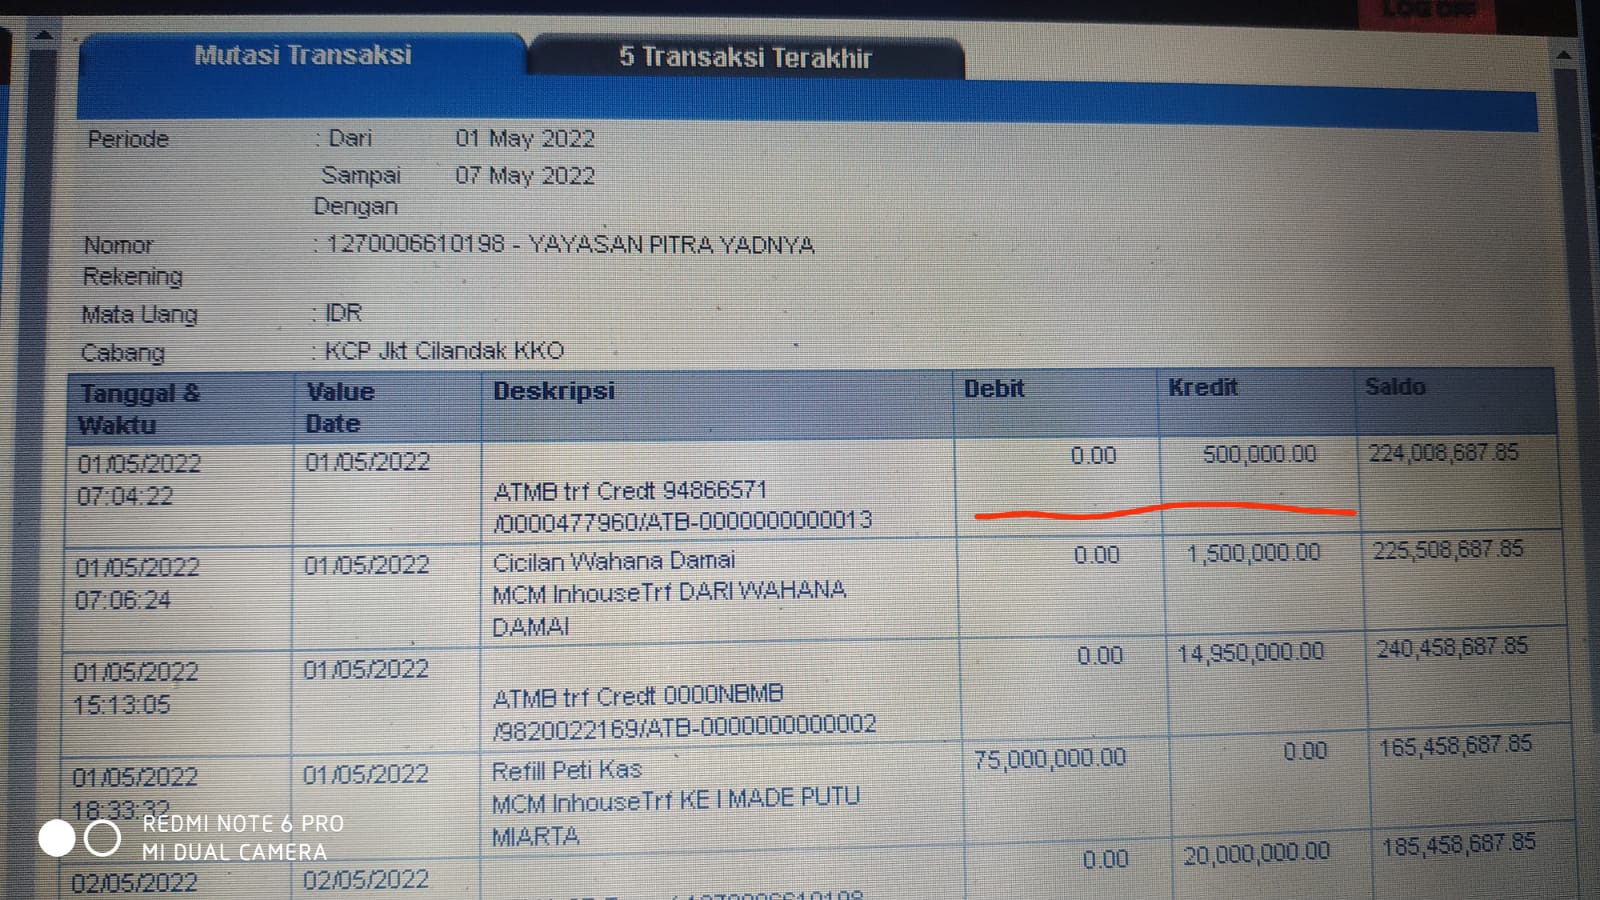 LOG OFF
Mutasi Transaksi 5 Transaksi Terakhir
Periode : Dari 01 May 2022
Sampai 07 May 2022
Dengan
Nomor : 1270006610198 - YAYASAN PITRA YADNYA
Rekening
Mata Uang : IDR
Cabang : KCP Jkt Cilandak KKO
Tanggal & Value Deskripsi Debit Kredit Saldo
Waktu Date
01/05/2022 01/05/2022 0.00 500,000.00 224,008,687.85
07:04:22 ATMB trf Credt 94866571
/0000477960/ATB-0000000000013
01/05/2022 01/05/2022 Cicilan Wahana Damai 0.00 1,500,000.00 225,508,687.85
07:06:24 MCM InhouseTrf DARI WAHANA
DAMAI
01/05/2022 01/05/2022 0.00 14,950,000.00 240,458,687.85
15:13:05 ATMB trf Credt 0000NBMB
/9820022169/ATB-0000000000002
01/05/2022 01/05/2022 Refill Peti Kas 75,000,000.00 0.00 165,458,687.85
18:33:32 MCM InhouseTrf KE I MADE PUTU
MIARTA
02/05/2022 02/05/2022 0.00 20,000,000.00 185,458,687.85
REDMI NOTE 6 PRO
MI DUAL CAMERA